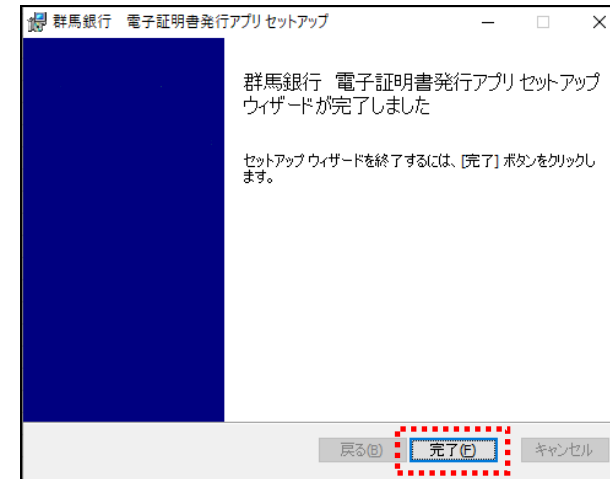 群馬銀行　電子証明書発行アプリ セットアップ
群馬銀行　電子証明書発行アプリ セットアップ
ウィザードが完了しました
セットアップ ウィザードを終了するには、[完了] ボタンをクリックし
ます。
戻る(B) 完了(F) キャンセル